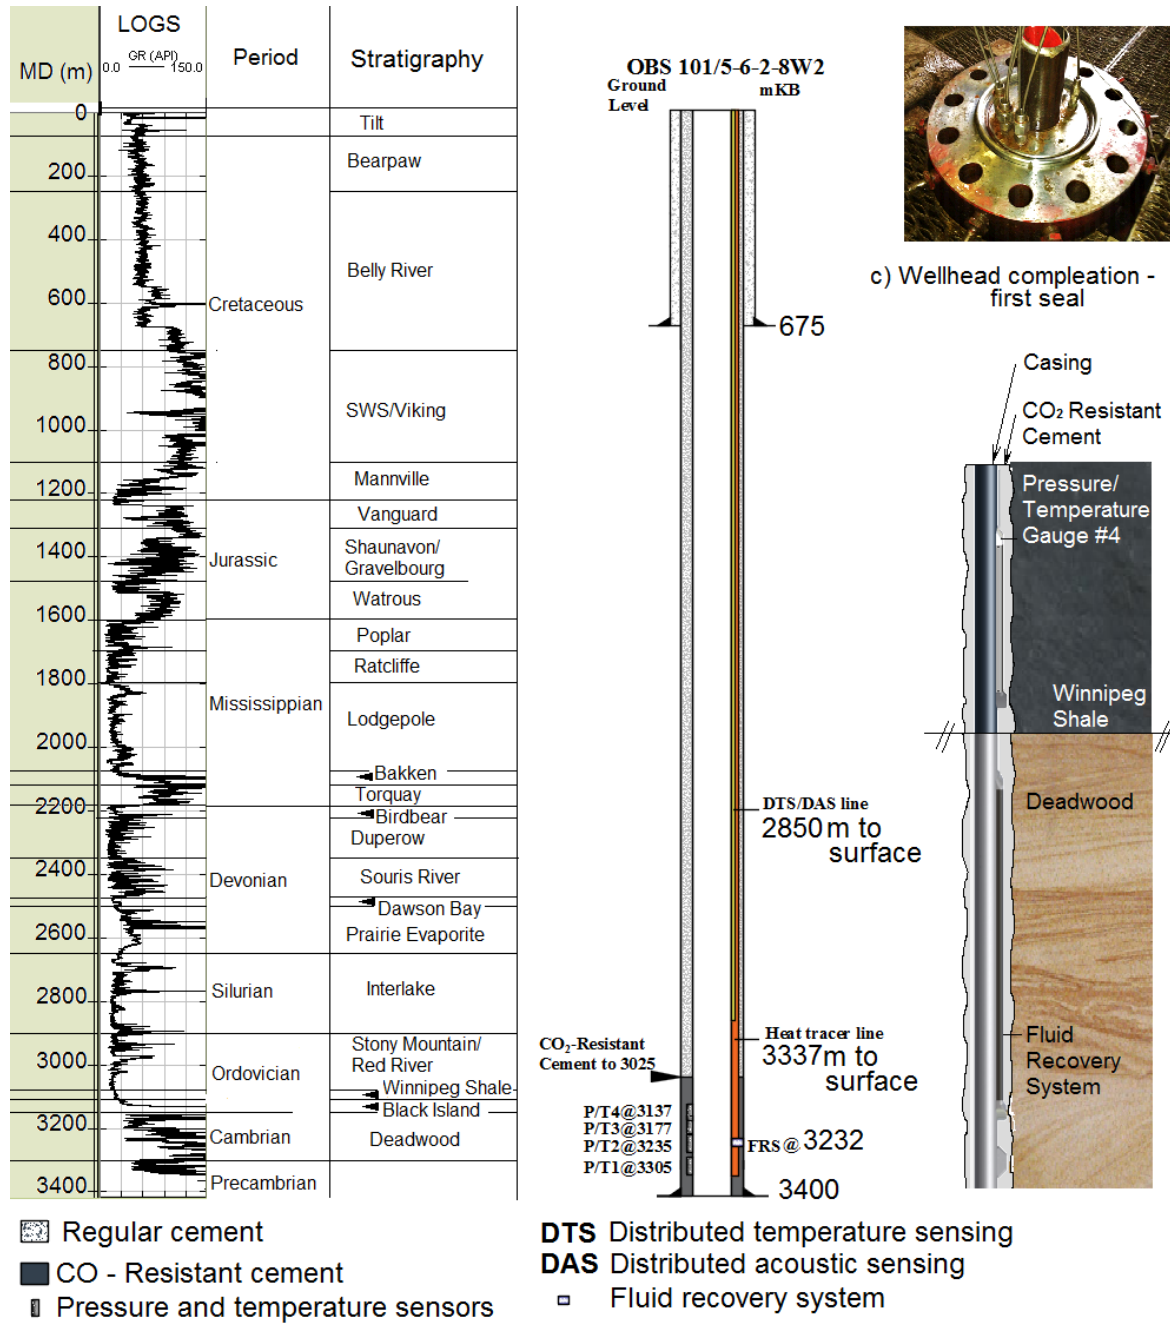 LOGS
MD (m)
GR (API)
0.0
150.0
Period
Stratigraphy
0
200
400
600
800
1000
1200
1400
1600
1800
2000
2200
2400
2600
2800
3000
3200
3400
Cretaceous
Jurassic
Mississippian
Devonian
Silurian
Ordovician
Cambrian
Precambrian
Tilt
Bearpaw
Belly River
SWS/Viking
Mannville
Vanguard
Shaunavon/
Gravelbourg
Watrous
Poplar
Ratcliffe
Lodgepole
Bakken
Torquay
Birdbear
Duperow
Souris River
Dawson Bay
Prairie Evaporite
Interlake
Stony Mountain/
Red River
Winnipeg Shale
Black Island
Deadwood
OBS 101/5-6-2-8W2
Ground
Level
mKB
675
DTS/DAS line
2850 m to
surface
Heat tracer line
3337m to
surface
CO₂-Resistant
Cement to 3025
P/T4@3137
P/T3@3177
P/T2@3235
P/T1@3305
FRS @ 3232
3400
c) Wellhead compleation -
first seal
Casing
CO₂ Resistant
Cement
Pressure/
Temperature
Gauge #4
Winnipeg
Shale
Deadwood
Fluid
Recovery
System
Regular cement
CO - Resistant cement
Pressure and temperature sensors
DTS Distributed temperature sensing
DAS Distributed acoustic sensing
Fluid recovery system